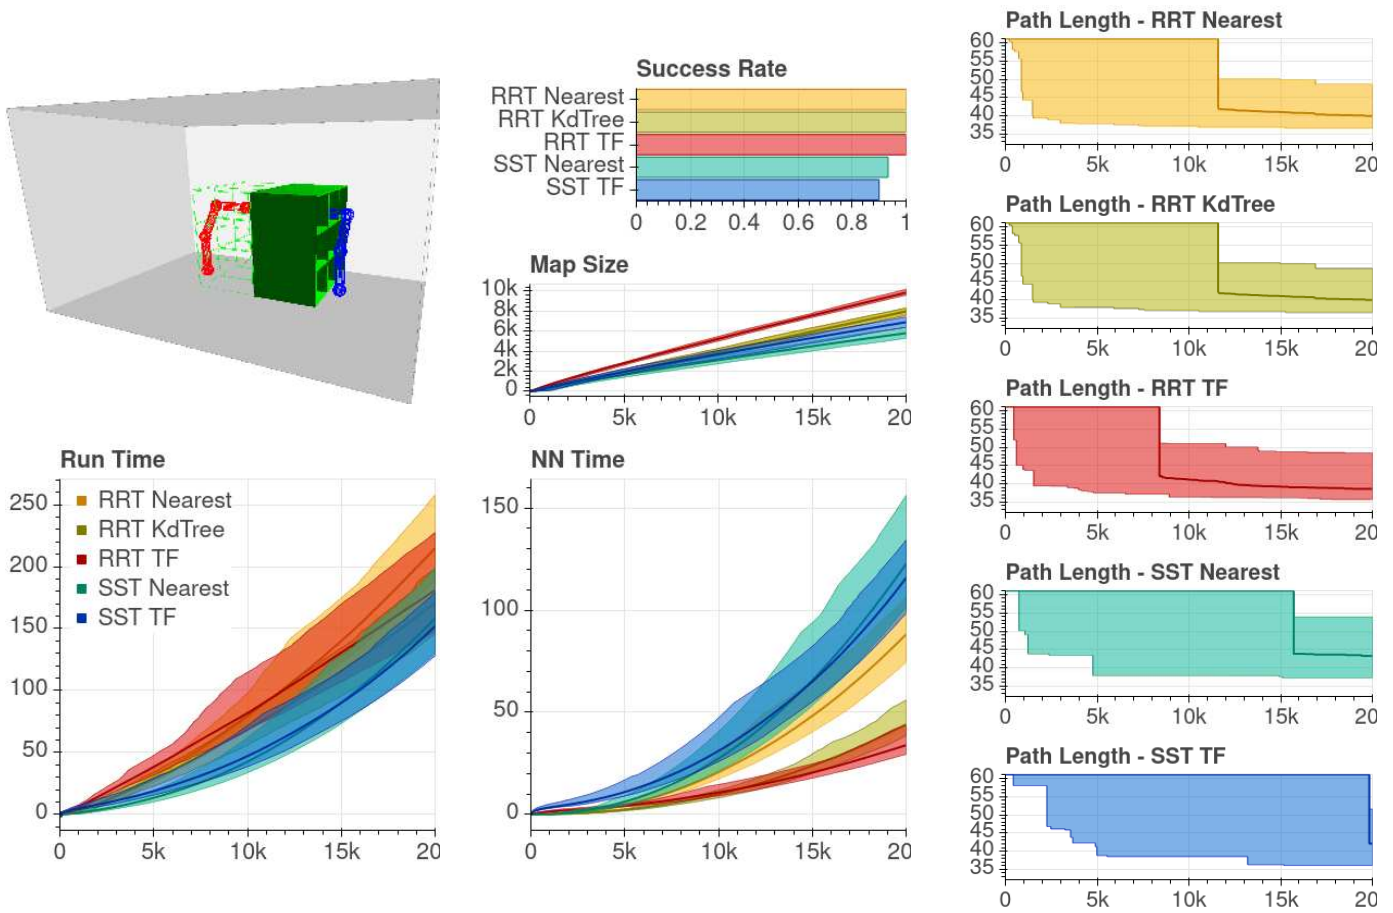 Success Rate
RRT Nearest
RRT KdTree
RRT TF
SST Nearest
SST TF
0 0.2 0.4 0.6 0.8 1
Map Size
10k
8k
6k
4k
2k
0
0 5k 10k 15k 20
Run Time
250
200
150
100
50
0
RRT Nearest
RRT KdTree
RRT TF
SST Nearest
SST TF
0 5k 10k 15k 20
NN Time
150
100
50
0
0 5k 10k 15k 20
Path Length - RRT Nearest
60
55
50
45
40
35
0 5k 10k 15k 20
Path Length - RRT KdTree
60
55
50
45
40
35
0 5k 10k 15k 20
Path Length - RRT TF
60
55
50
45
40
35
0 5k 10k 15k 20
Path Length - SST Nearest
60
55
50
45
40
35
0 5k 10k 15k 20
Path Length - SST TF
60
55
50
45
40
35
0 5k 10k 15k 20